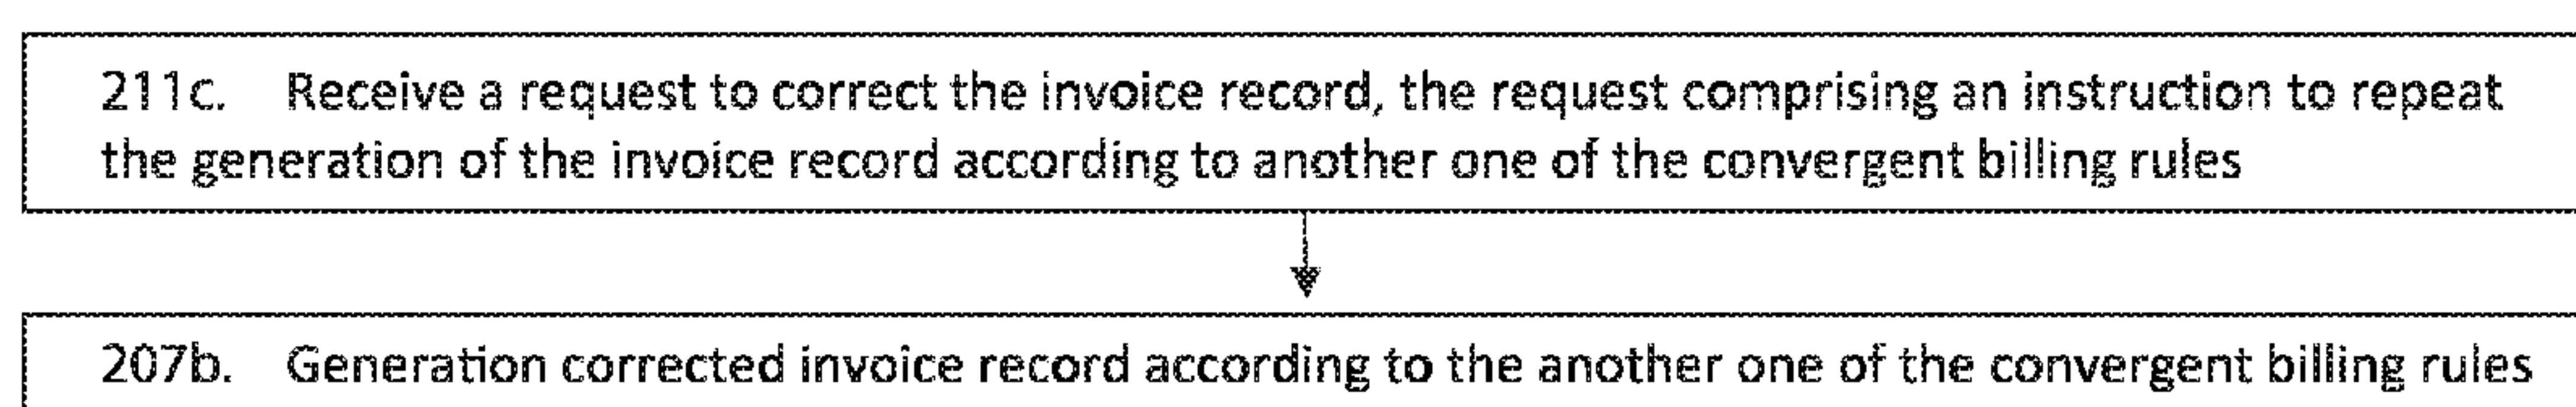 211c. Receive a request to correct the invoice record, the request comprising an instruction to repeat
the generation of the invoice record according to another one of the convergent billing rules
207b. Generation corrected invoice record according to the another one of the convergent billing rules